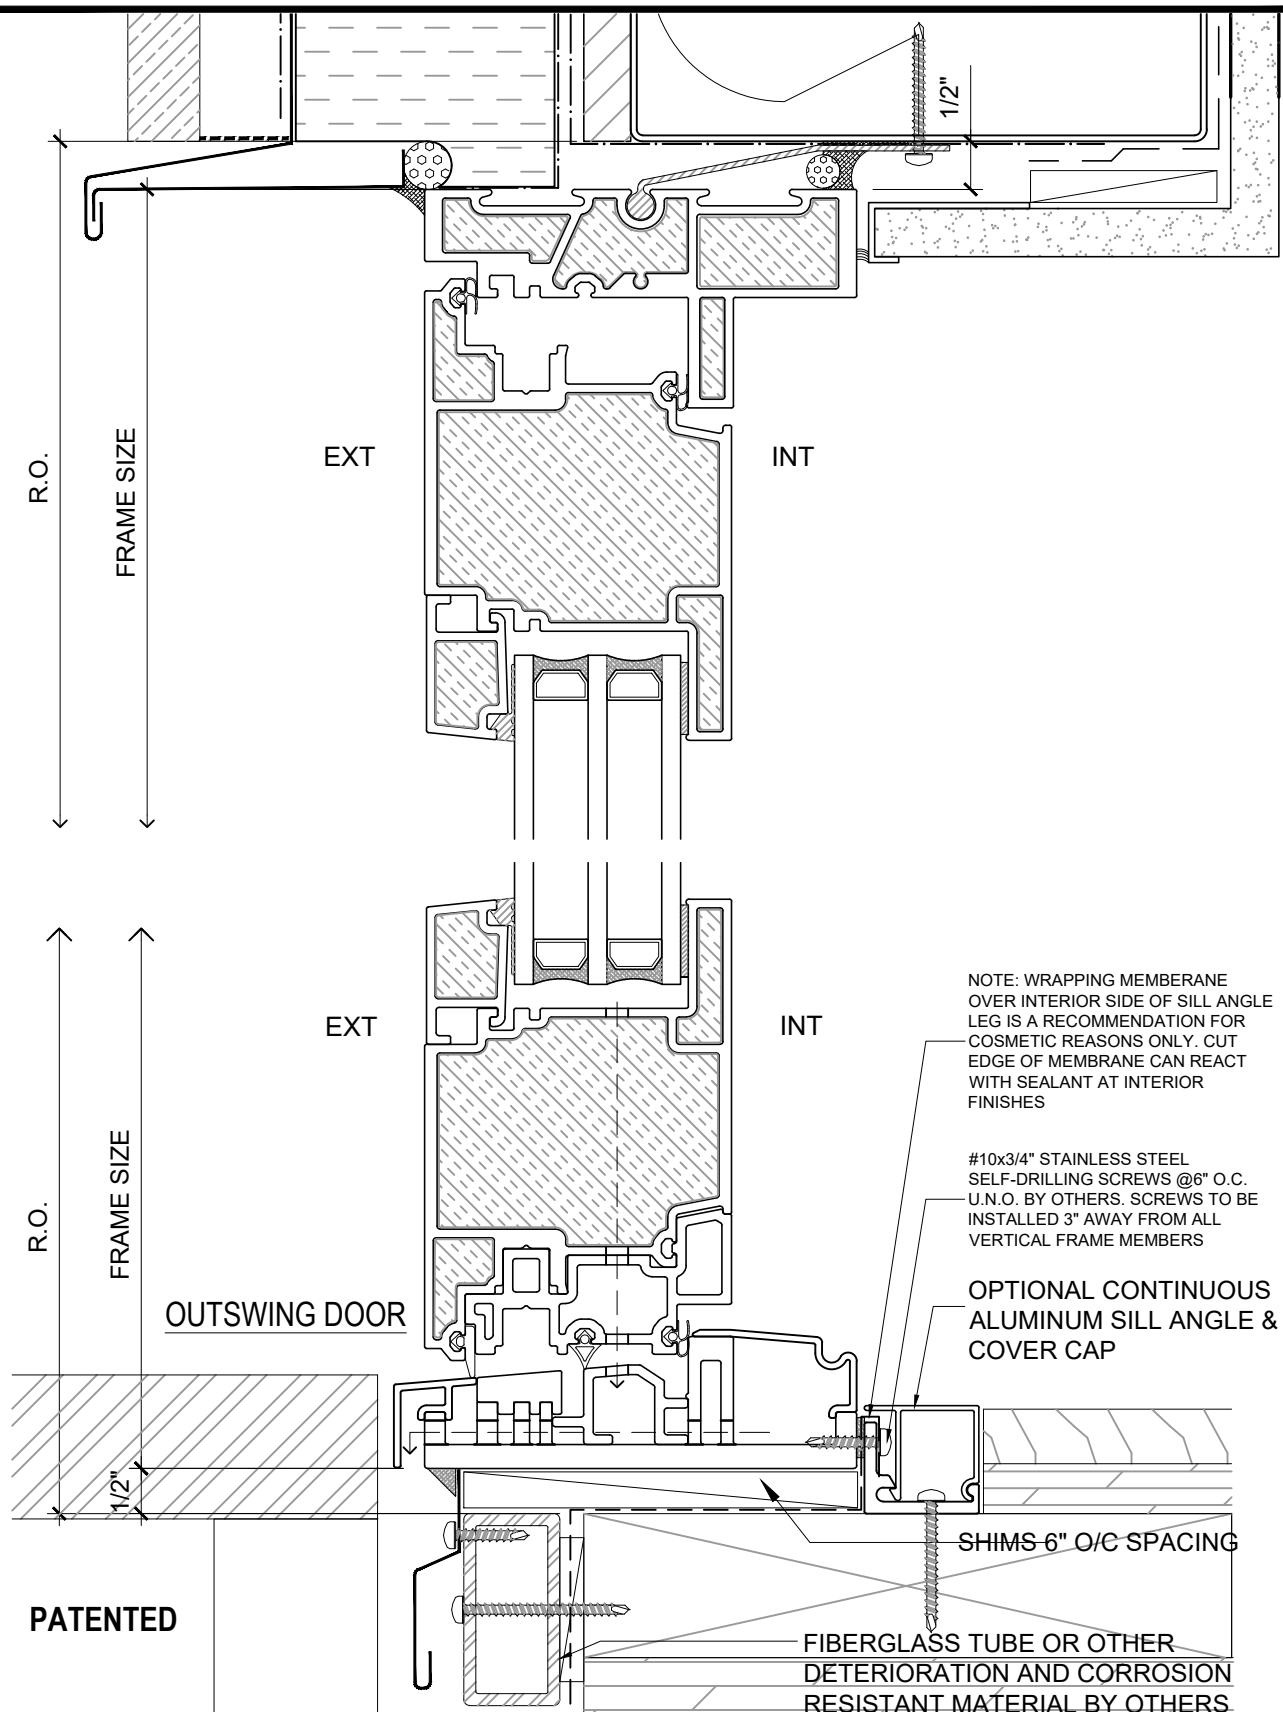 1/2"
R.O.
FRAME SIZE
EXT
INT
EXT
INT
R.O.
FRAME SIZE
NOTE: WRAPPING MEMBERANE
OVER INTERIOR SIDE OF SILL ANGLE
LEG IS A RECOMMENDATION FOR
COSMETIC REASONS ONLY. CUT
EDGE OF MEMBRANE CAN REACT
WITH SEALANT AT INTERIOR
FINISHES
#10x3/4" STAINLESS STEEL
SELF-DRILLING SCREWS @6" O.C.
U.N.O. BY OTHERS. SCREWS TO BE
INSTALLED 3" AWAY FROM ALL
VERTICAL FRAME MEMBERS
OUTSWING DOOR
OPTIONAL CONTINUOUS
ALUMINUM SILL ANGLE &
COVER CAP
1/2"
SHIMS 6" O/C SPACING
PATENTED
FIBERGLASS TUBE OR OTHER
DETERIORATION AND CORROSION
RESISTANT MATERIAL BY OTHERS